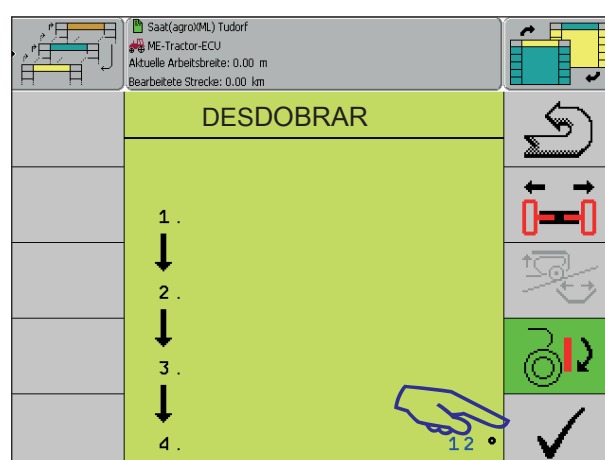 Saat(agroXML) Tudorf
ME-Tractor-ECU
Aktuelle Arbeitsbreite: 0.00 m
Bearbeitete Strecke: 0.00 km
DESDOBRAR
1.
2.
3.
4.
12 °